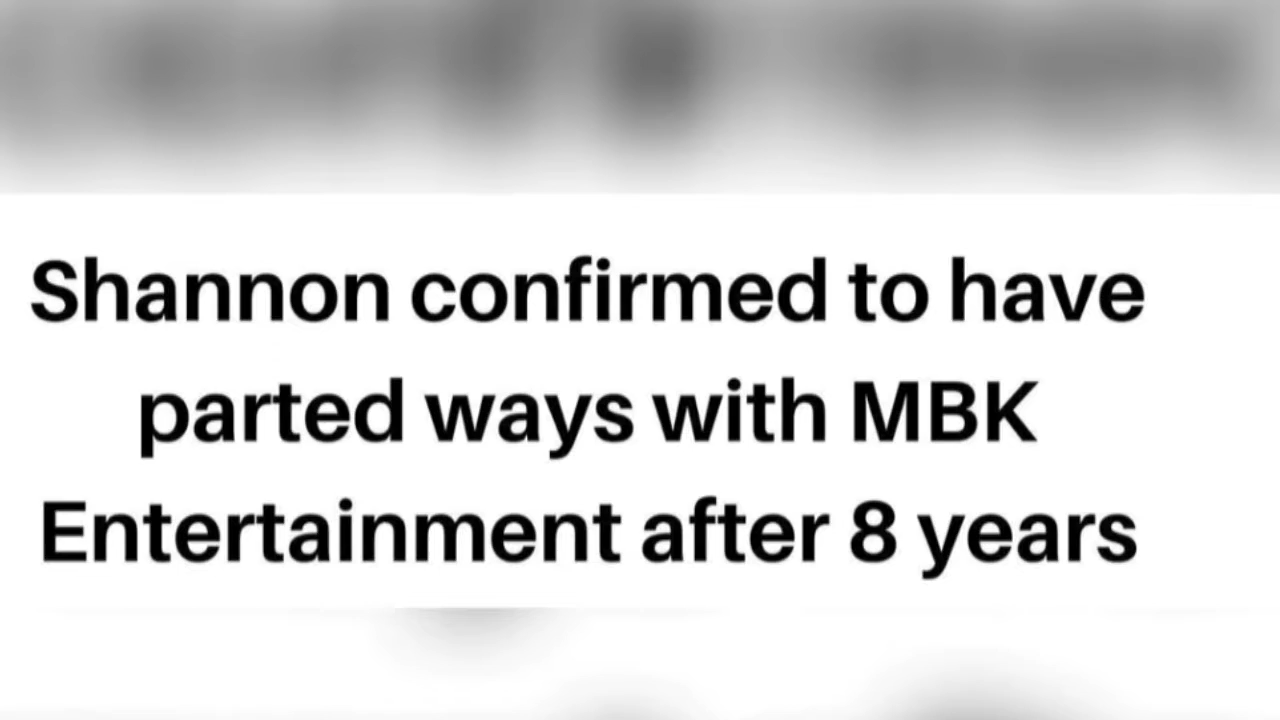 Shannon confirmed to have
parted ways with MBK
Entertainment after 8 years